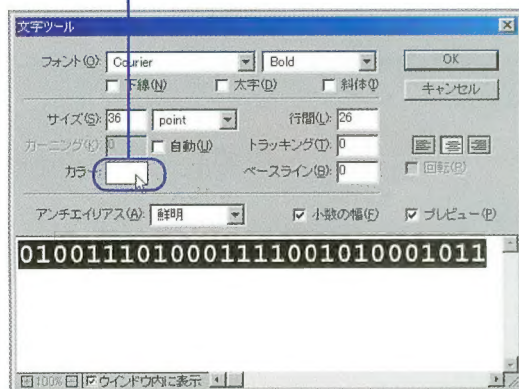 文字ツール
フォント(O): Courier Bold OK
下線(N) 太字(D) 斜体(I) キャンセル
サイズ(S): 36 point 行間(L): 26
カーニング(K): 0 自動(U) トラッキング(T): 0
カラー: ベースライン(B): 0 回転(R)
アンチエイリアス(A): 鮮明 小数の幅(F) プレビュー(P)
010011101000111110010100010​11
100% ウインドウ内に表示